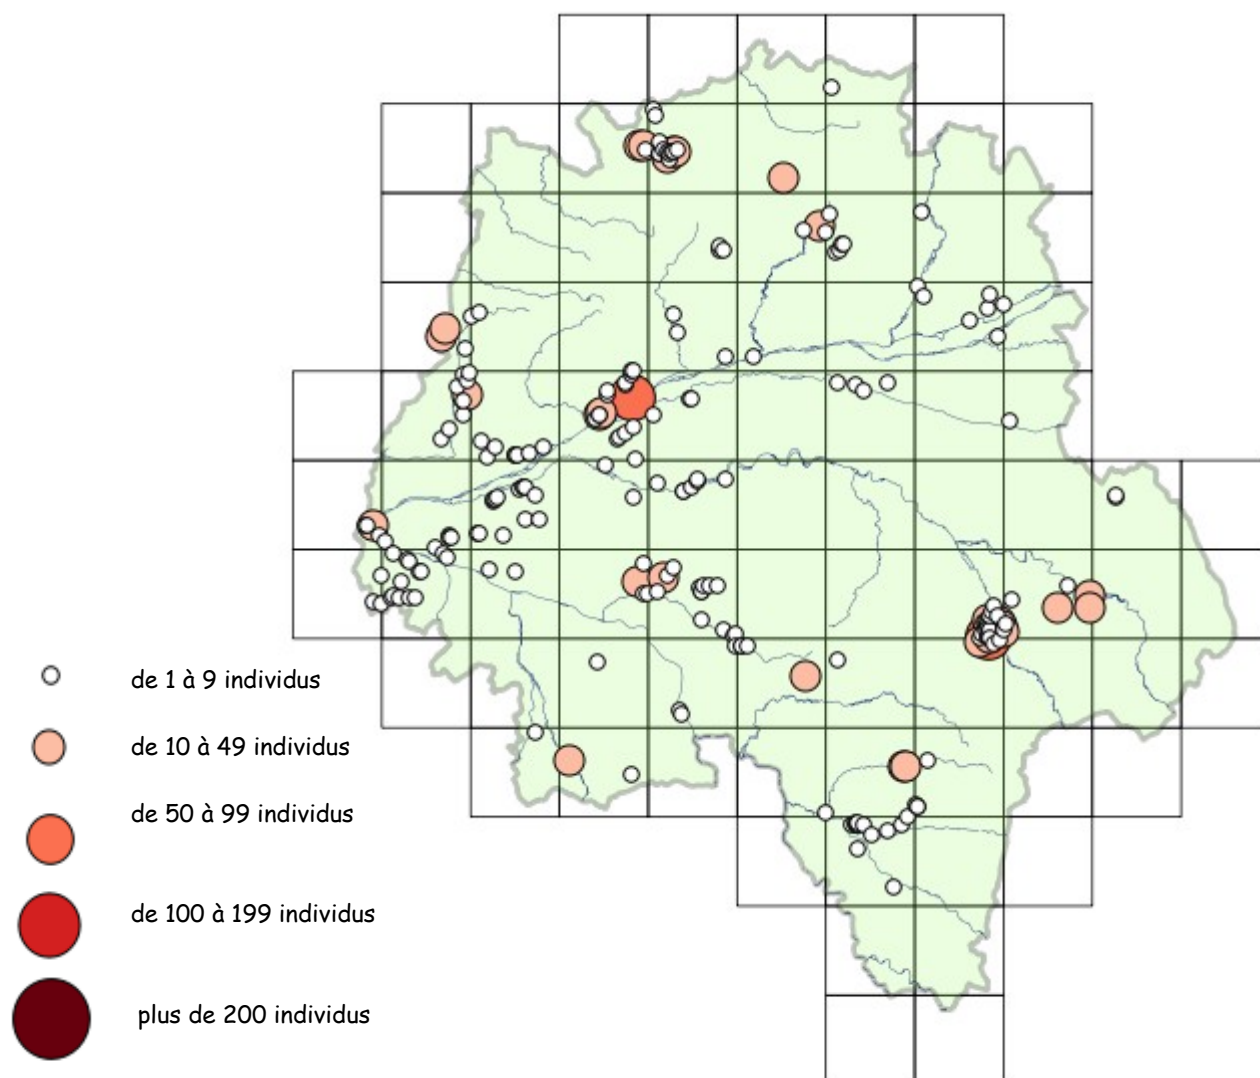 de 1 à 9 individus
de 10 à 49 individus
de 50 à 99 individus
de 100 à 199 individus
plus de 200 individus